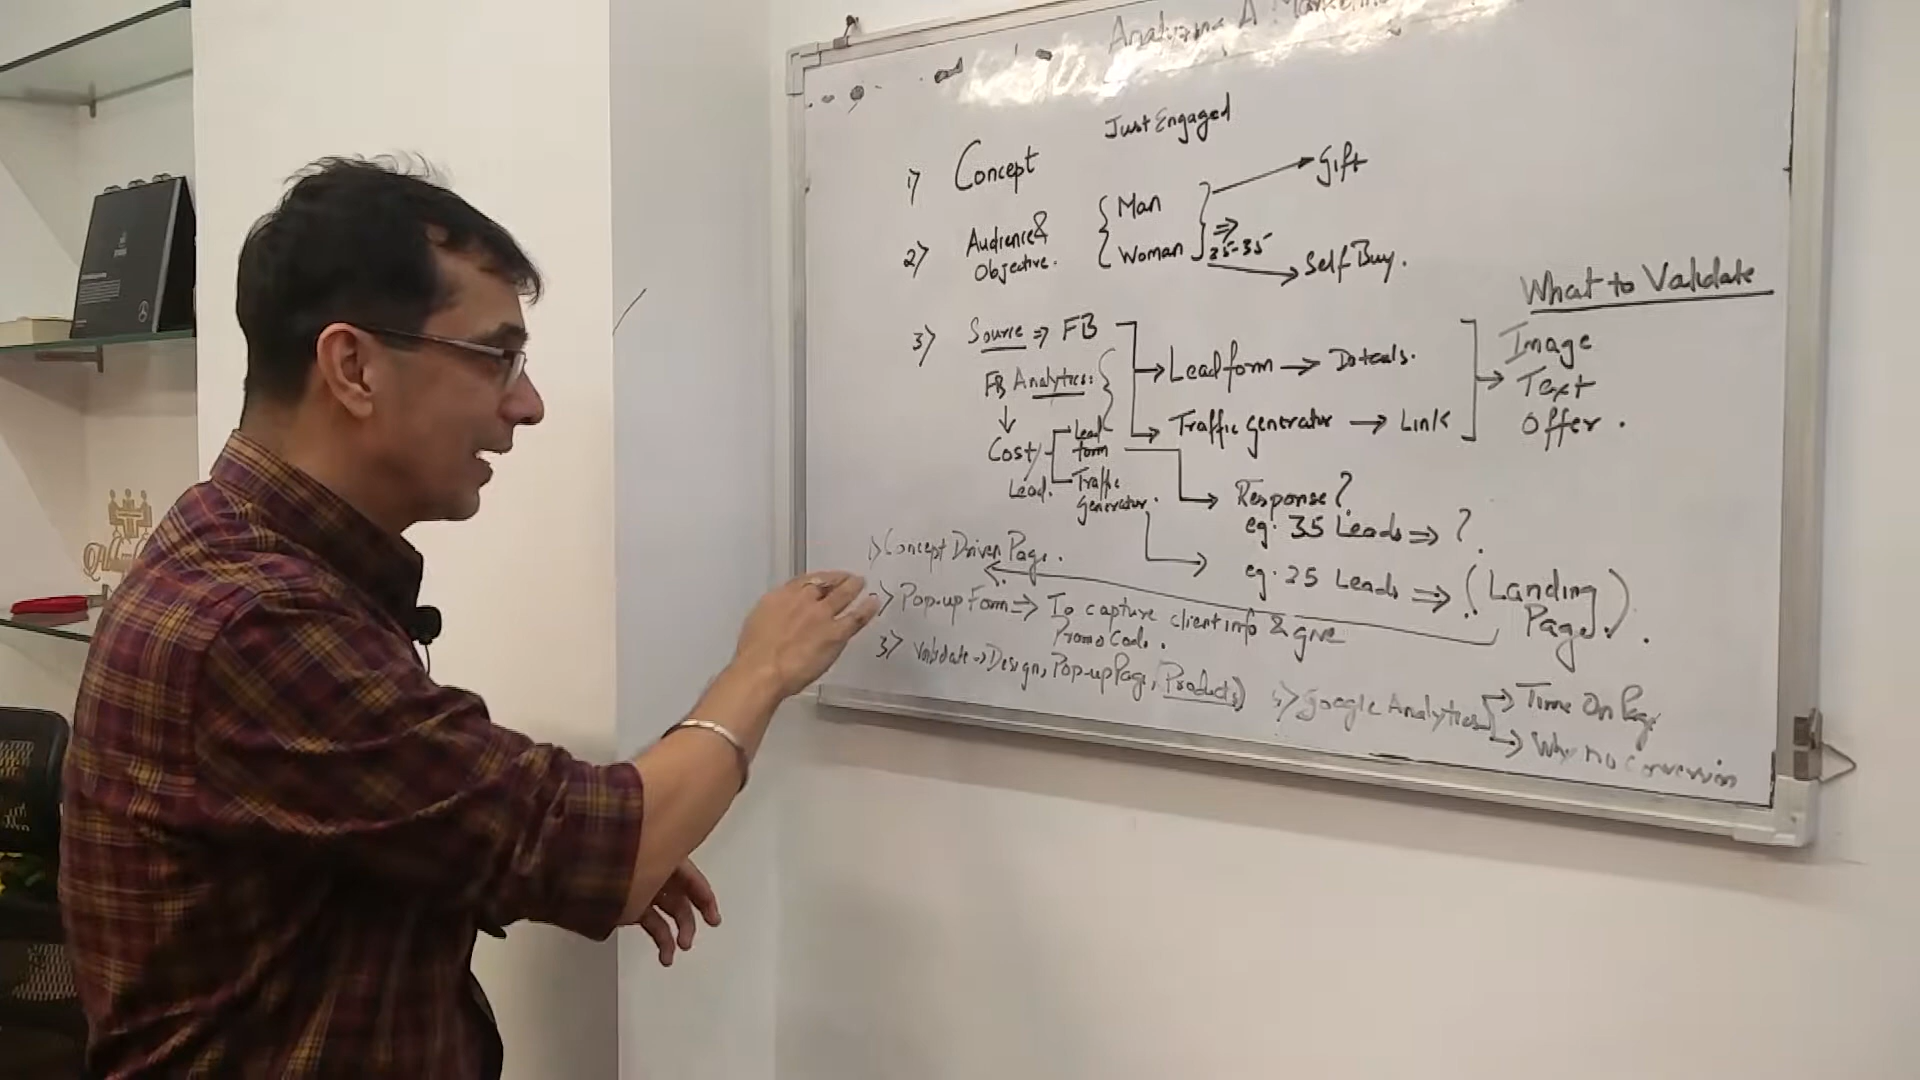 Analysing A
Just Engaged
1) Concept
2) Audience &
Objective.
Man
Woman
25-35
Gift
Self Buy.
What to Validate
3) Source ⇒ FB
Lead form → Details.
Traffic generator → Link
Image
Text
Offer.
FB Analytics:
Cost/
Lead.
Lead
form
Traffic
Generator.
Response?
eg. 35 Leads ⇒ ?
eg. 25 Leads ⇒ (Landing
Page)
1) Concept Driven Page.
2) Pop-up Form ⇒ To capture client info & give
Promo Code.
3) Validate → Design, Pop-up Page, Products)
Google Analytics
Time On Page
Why no conversion